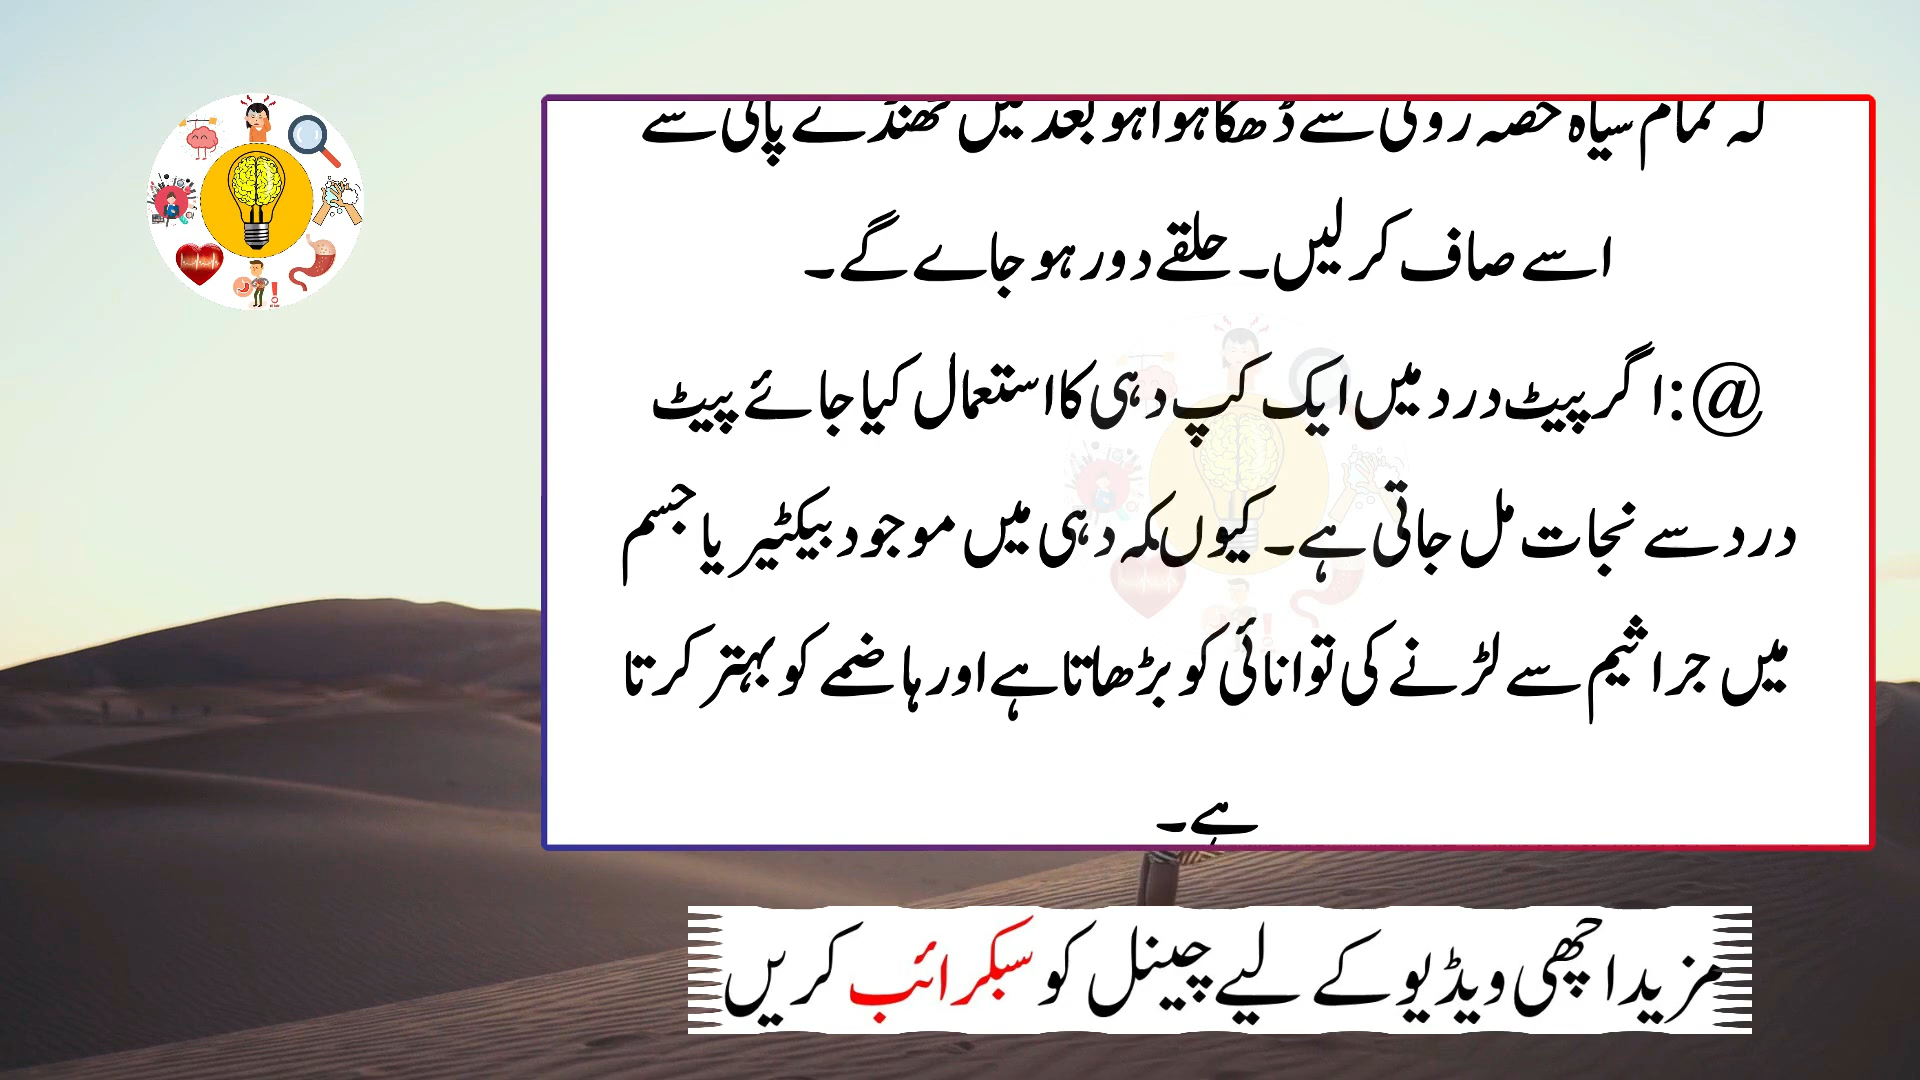 کہ تمام سیاہ حصہ روئی سے ڈھکا ہوا ہو بعد میں ٹھنڈے پانی سے
اسے صاف کر لیں۔ حلقے دور ہو جاے گے۔
@:اگر پیٹ درد میں ایک کپ دہی کا استعمال کیا جائے پیٹ
درد سے نجات مل جاتی ہے۔ کیوں کہ دہی میں موجود بیکٹیریا جسم
میں جراثیم سے لڑنے کی توانائی کو بڑھاتا ہے اور ہاضمے کو بہتر کرتا
ہے۔
مزید اچھی ویڈیو کے لیے چینل کو سبکرائب کریں